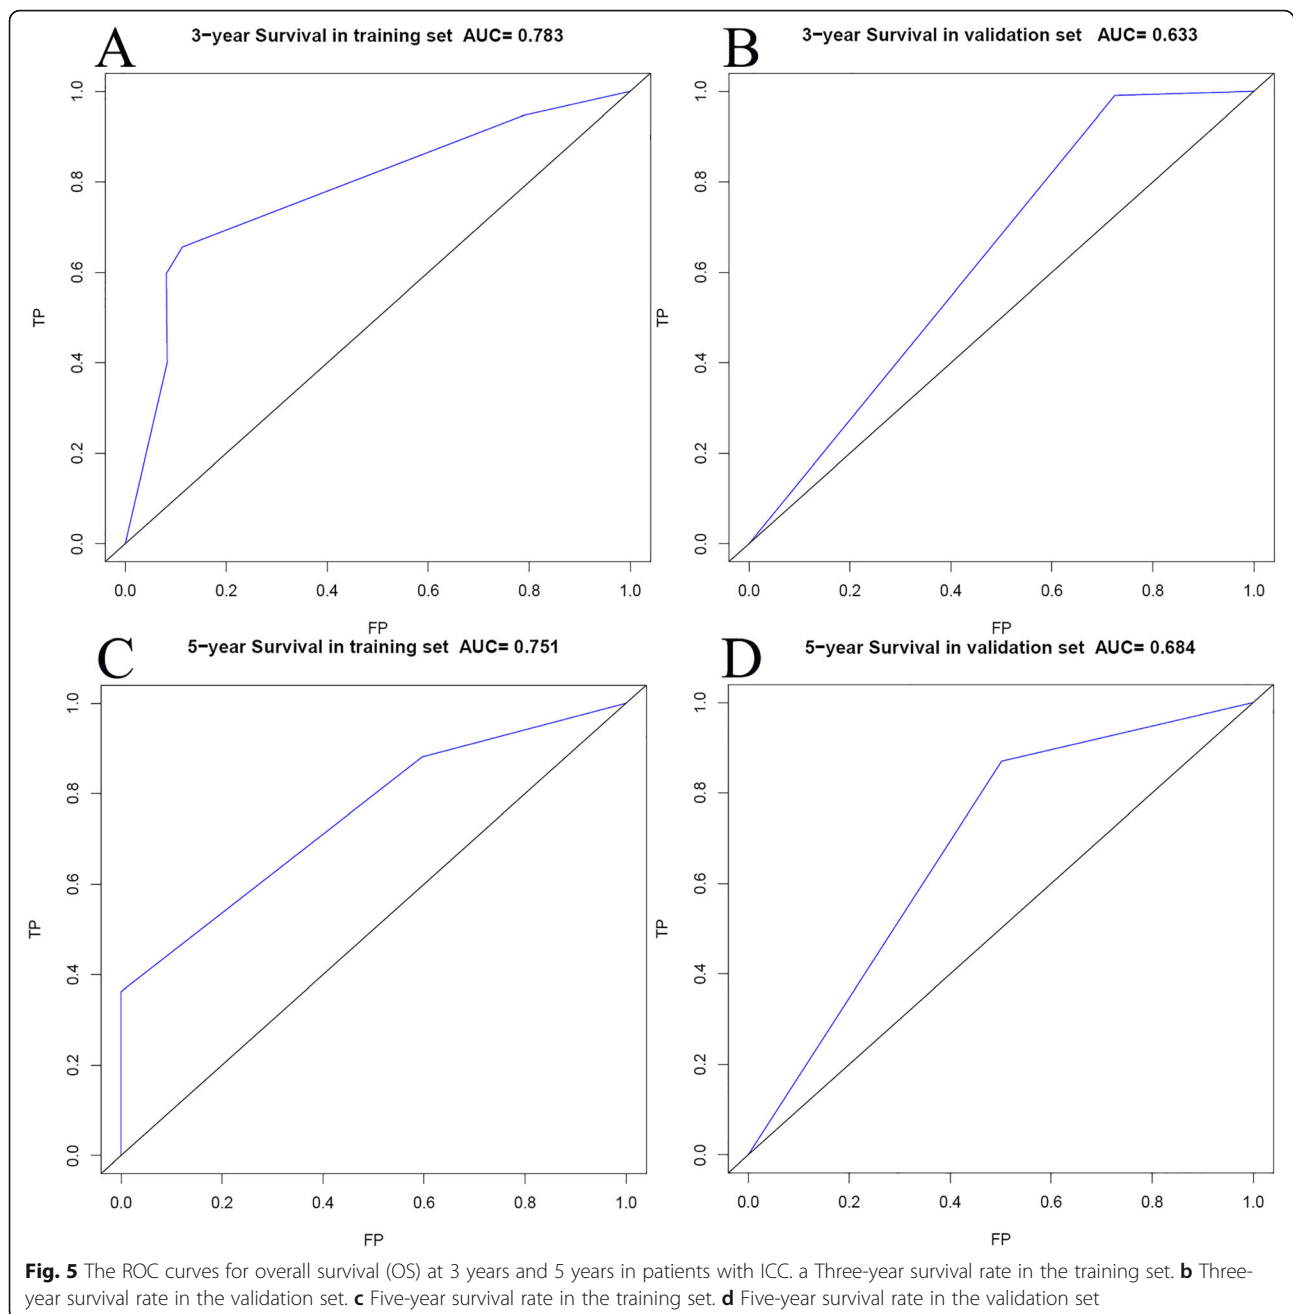 A
3-year Survival in training set AUC= 0.783
1.0
0.8
0.6
0.4
0.2
0.0
TP
0.0 0.2 0.4 0.6 0.8 1.0
FP
B
3-year Survival in validation set AUC= 0.633
1.0
0.8
0.6
0.4
0.2
0.0
TP
0.0 0.2 0.4 0.6 0.8 1.0
FP
C
5-year Survival in training set AUC= 0.751
1.0
0.8
0.6
0.4
0.2
0.0
TP
0.0 0.2 0.4 0.6 0.8 1.0
FP
D
5-year Survival in validation set AUC= 0.684
1.0
0.8
0.6
0.4
0.2
0.0
TP
0.0 0.2 0.4 0.6 0.8 1.0
FP
Fig. 5 The ROC curves for overall survival (OS) at 3 years and 5 years in patients with ICC. a Three-year survival rate in the training set. b Three-
year survival rate in the validation set. c Five-year survival rate in the training set. d Five-year survival rate in the validation set